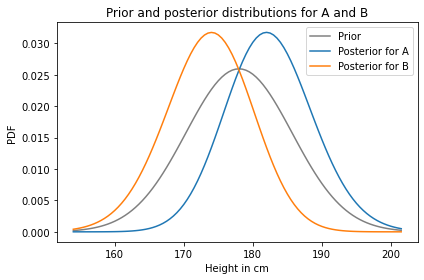 Prior and posterior distributions for A and B
Prior
Posterior for A
Posterior for B
PDF
0.030
0.025
0.020
0.015
0.010
0.005
0.000
160
170
180
190
200
Height in cm